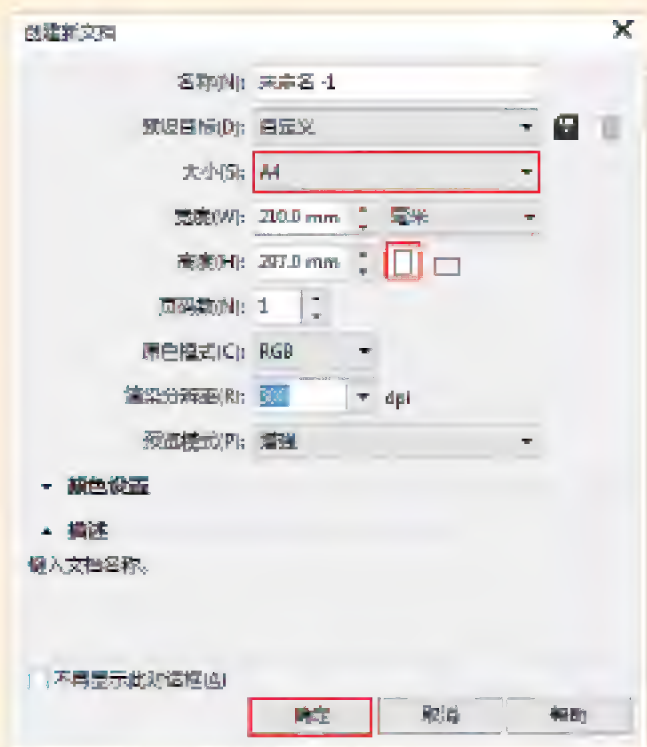 创建新文档
名称(N): 未命名 -1
预设目标(D): 自定义
大小(S): A4
宽度(W): 210.0 mm 毫米
高度(H): 297.0 mm
页码数(N): 1
原色模式(C): RGB
渲染分辨率(R): 300 dpi
预览模式(P): 增强
颜色设置
描述
键入文档名称。
不再显示此对话框(A)
确定 取消 帮助